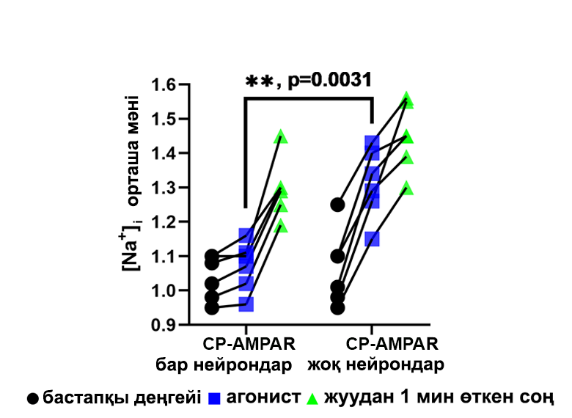 **, p=0.0031
[Na⁺]ᵢ орташа мәні
1.6
1.5
1.4
1.3
1.2
1.1
1.0
0.9
CP-AMPAR CP-AMPAR
бар нейрондар жоқ нейрондар
бастапқы деңгейі агонист жуудан 1 мин өткен соң